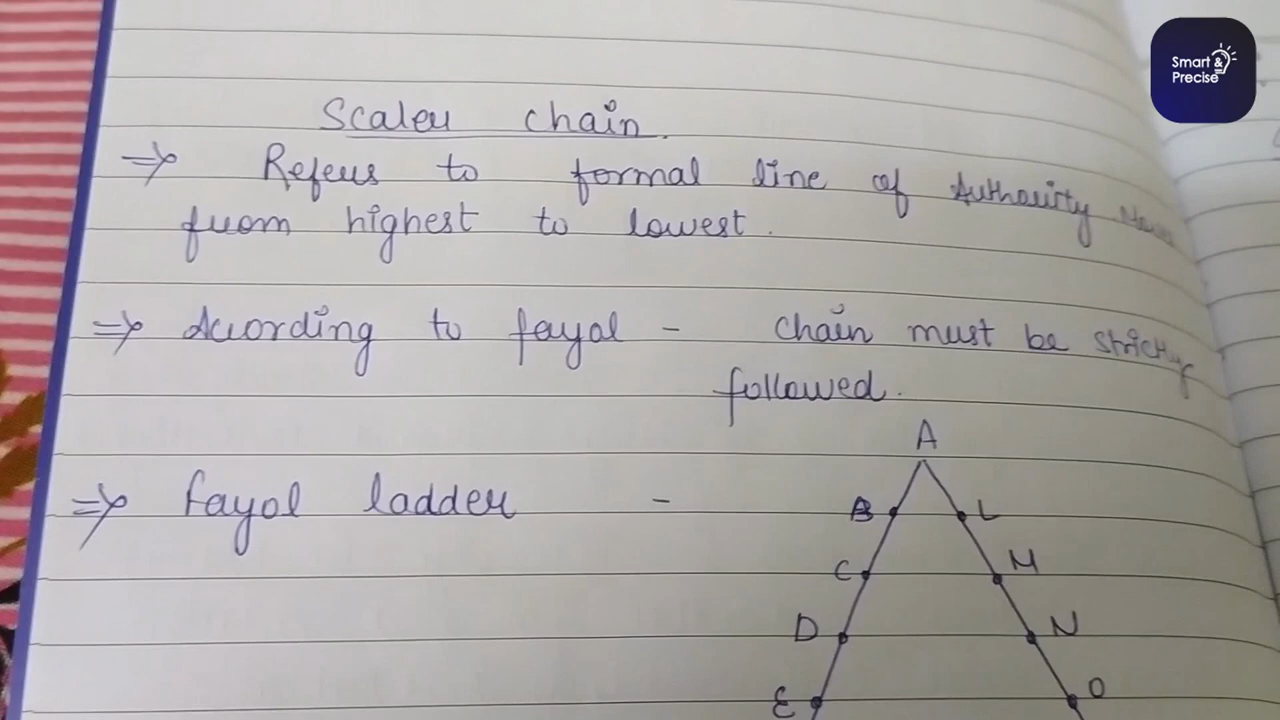 Smart &
Precise
Scaler chain.
⇒ Refers to formal line of Authority
from highest to lowest.
⇒ Acording to fayol - chain must be strictly
followed.
A
⇒ fayol ladder -
B L
C M
D N
E O